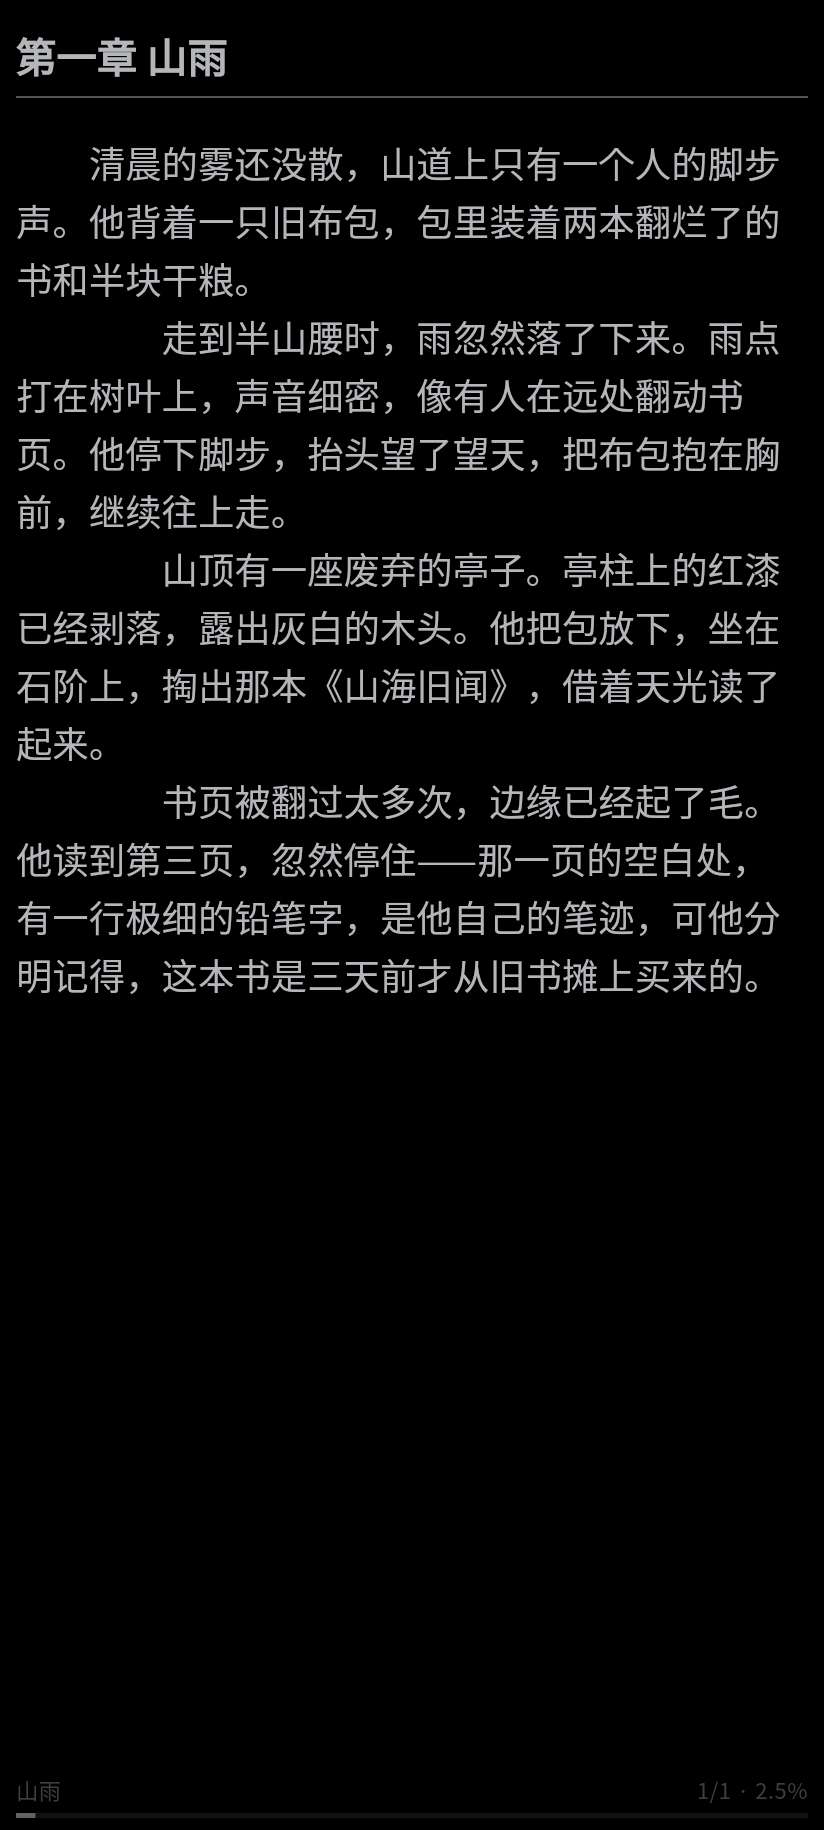 第一章 山雨
清晨的雾还没散，山道上只有一个人的脚步
声。他背着一只旧布包，包里装着两本翻烂了的
书和半块干粮。
走到半山腰时，雨忽然落了下来。雨点
打在树叶上，声音细密，像有人在远处翻动书
页。他停下脚步，抬头望了望天，把布包抱在胸
前，继续往上走。
山顶有一座废弃的亭子。亭柱上的红漆
已经剥落，露出灰白的木头。他把包放下，坐在
石阶上，掏出那本《山海旧闻》，借着天光读了
起来。
书页被翻过太多次，边缘已经起了毛。
他读到第三页，忽然停住——那一页的空白处，
有一行极细的铅笔字，是他自己的笔迹，可他分
明记得，这本书是三天前才从旧书摊上买来的。
山雨
1/1 · 2.5%